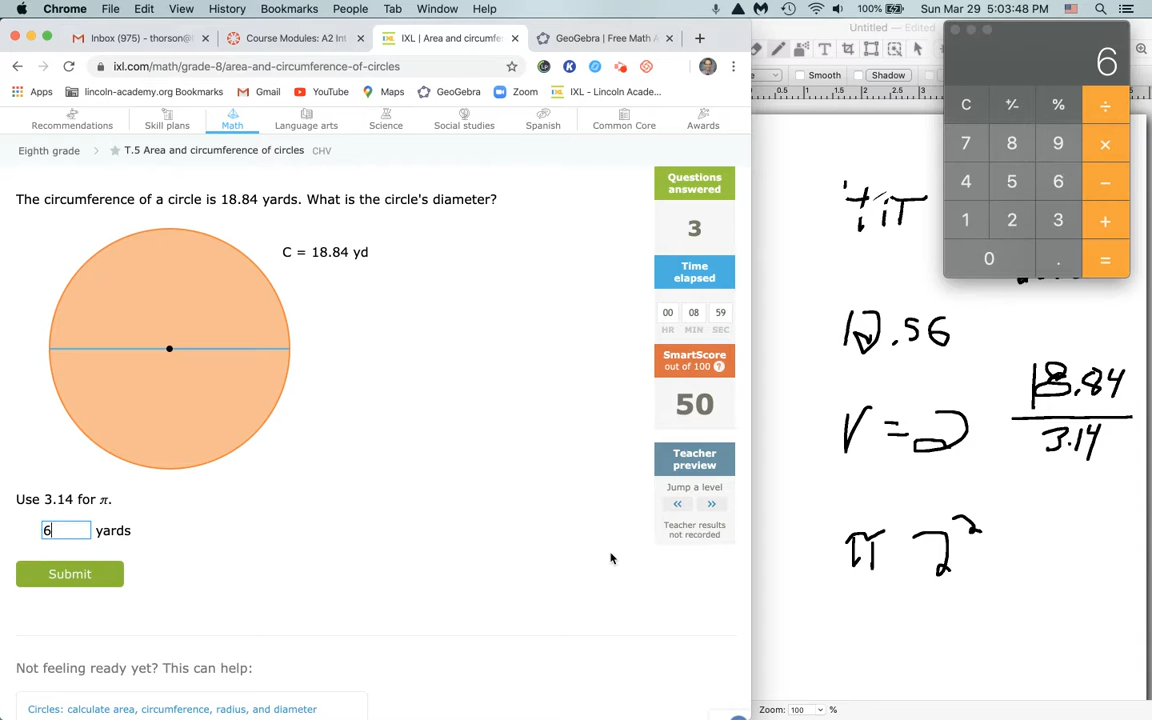 Chrome File Edit View History Bookmarks People Tab Window Help 100% Sun Mar 29 5:03:48 PM
Inbox (975) - thorson@l
Course Modules: A2 Int
IXL | Area and circumfe
GeoGebra | Free Math A
Untitled — Edited
ixl.com/math/grade-8/area-and-circumference-of-circles
Smooth Shadow
Apps lincoln-academy.org Bookmarks Gmail YouTube Maps GeoGebra Zoom IXL - Lincoln Acade...
Recommendations Skill plans Math Language arts Science Social studies Spanish Common Core Awards
Eighth grade > T.5 Area and circumference of circles CHV
The circumference of a circle is 18.84 yards. What is the circle's diameter?
C = 18.84 yd
Use 3.14 for π.
6 yards
Submit
Not feeling ready yet? This can help:
Circles: calculate area, circumference, radius, and diameter
Questions
answered
3
Time
elapsed
00 08 59
HR MIN SEC
SmartScore
out of 100 ?
50
Teacher
preview
Jump a level
« »
Teacher results
not recorded
6
C +/- % ÷
7 8 9 ×
4 5 6 −
1 2 3 +
0 . =
12.56
r = 2
18.84
3.14
π 2²
Zoom: 100 %